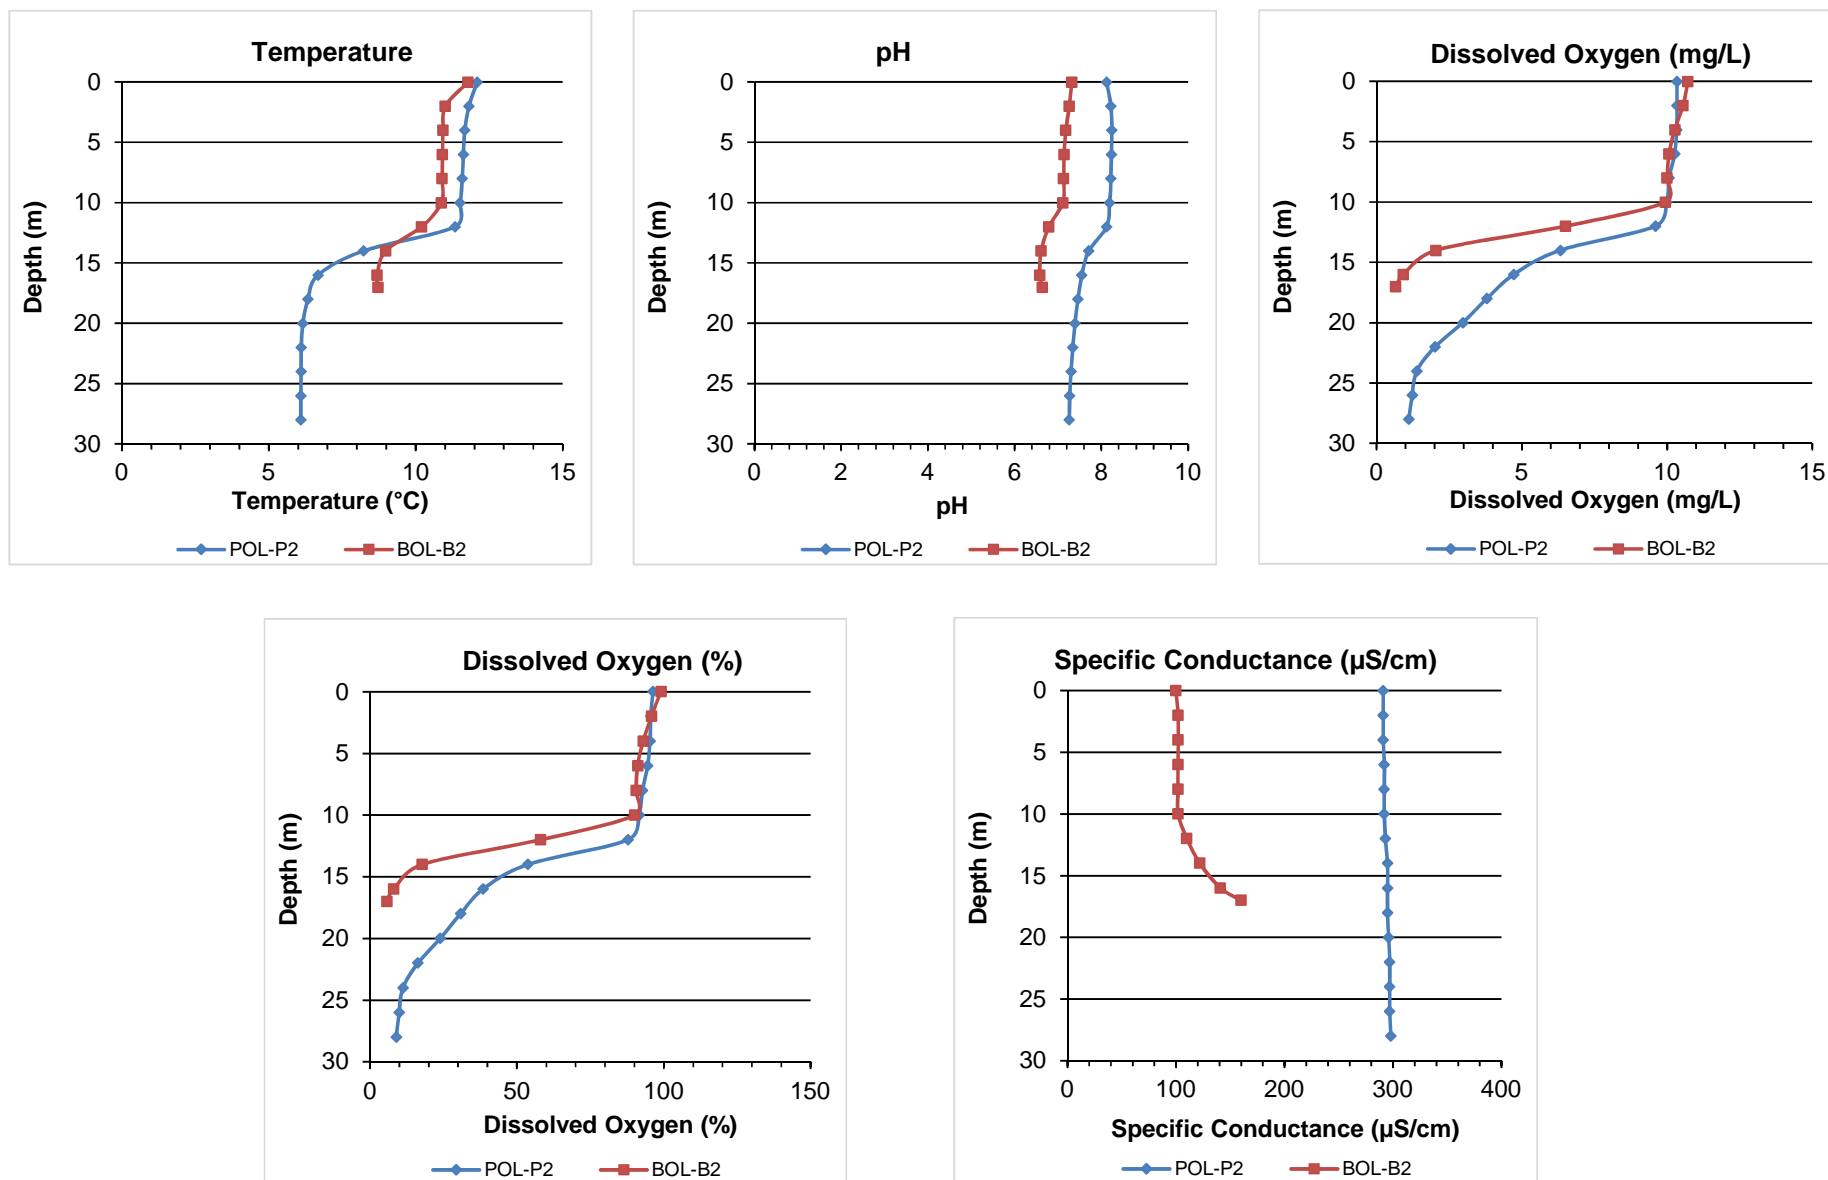 Temperature
0
5
10
15
20
25
30
Depth (m)
0 5 10 15
Temperature (°C)
POL-P2 BOL-B2
pH
0
5
10
15
20
25
30
Depth (m)
0 2 4 6 8 10
pH
POL-P2 BOL-B2
Dissolved Oxygen (mg/L)
0
5
10
15
20
25
30
Depth (m)
0 5 10 15
Dissolved Oxygen (mg/L)
POL-P2 BOL-B2
Dissolved Oxygen (%)
0
5
10
15
20
25
30
Depth (m)
0 50 100 150
Dissolved Oxygen (%)
POL-P2 BOL-B2
Specific Conductance (µS/cm)
0
5
10
15
20
25
30
Depth (m)
0 100 200 300 400
Specific Conductance (µS/cm)
POL-P2 BOL-B2